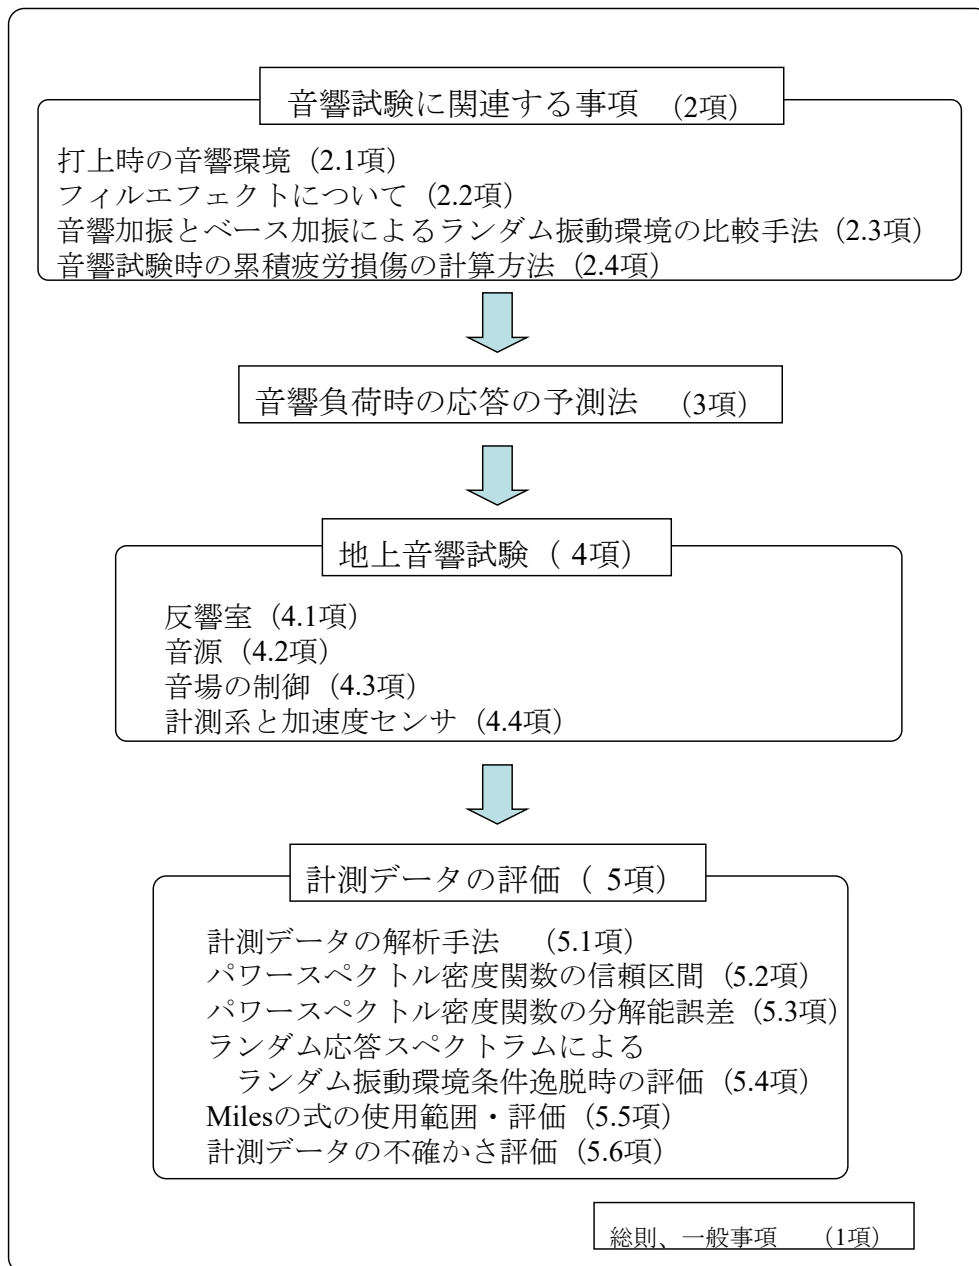 音響試験に関連する事項 (2項)
打上時の音響環境 (2.1項)
フィルエフェクトについて (2.2項)
音響加振とベース加振によるランダム振動環境の比較手法 (2.3項)
音響試験時の累積疲労損傷の計算方法 (2.4項)
音響負荷時の応答の予測法 (3項)
地上音響試験 ( 4項)
反響室 (4.1項)
音源 (4.2項)
音場の制御 (4.3項)
計測系と加速度センサ (4.4項)
計測データの評価 ( 5項)
計測データの解析手法 (5.1項)
パワースペクトル密度関数の信頼区間 (5.2項)
パワースペクトル密度関数の分解能誤差 (5.3項)
ランダム応答スペクトラムによる
ランダム振動環境条件逸脱時の評価 (5.4項)
Milesの式の使用範囲・評価 (5.5項)
計測データの不確かさ評価 (5.6項)
総則、一般事項 (1項)